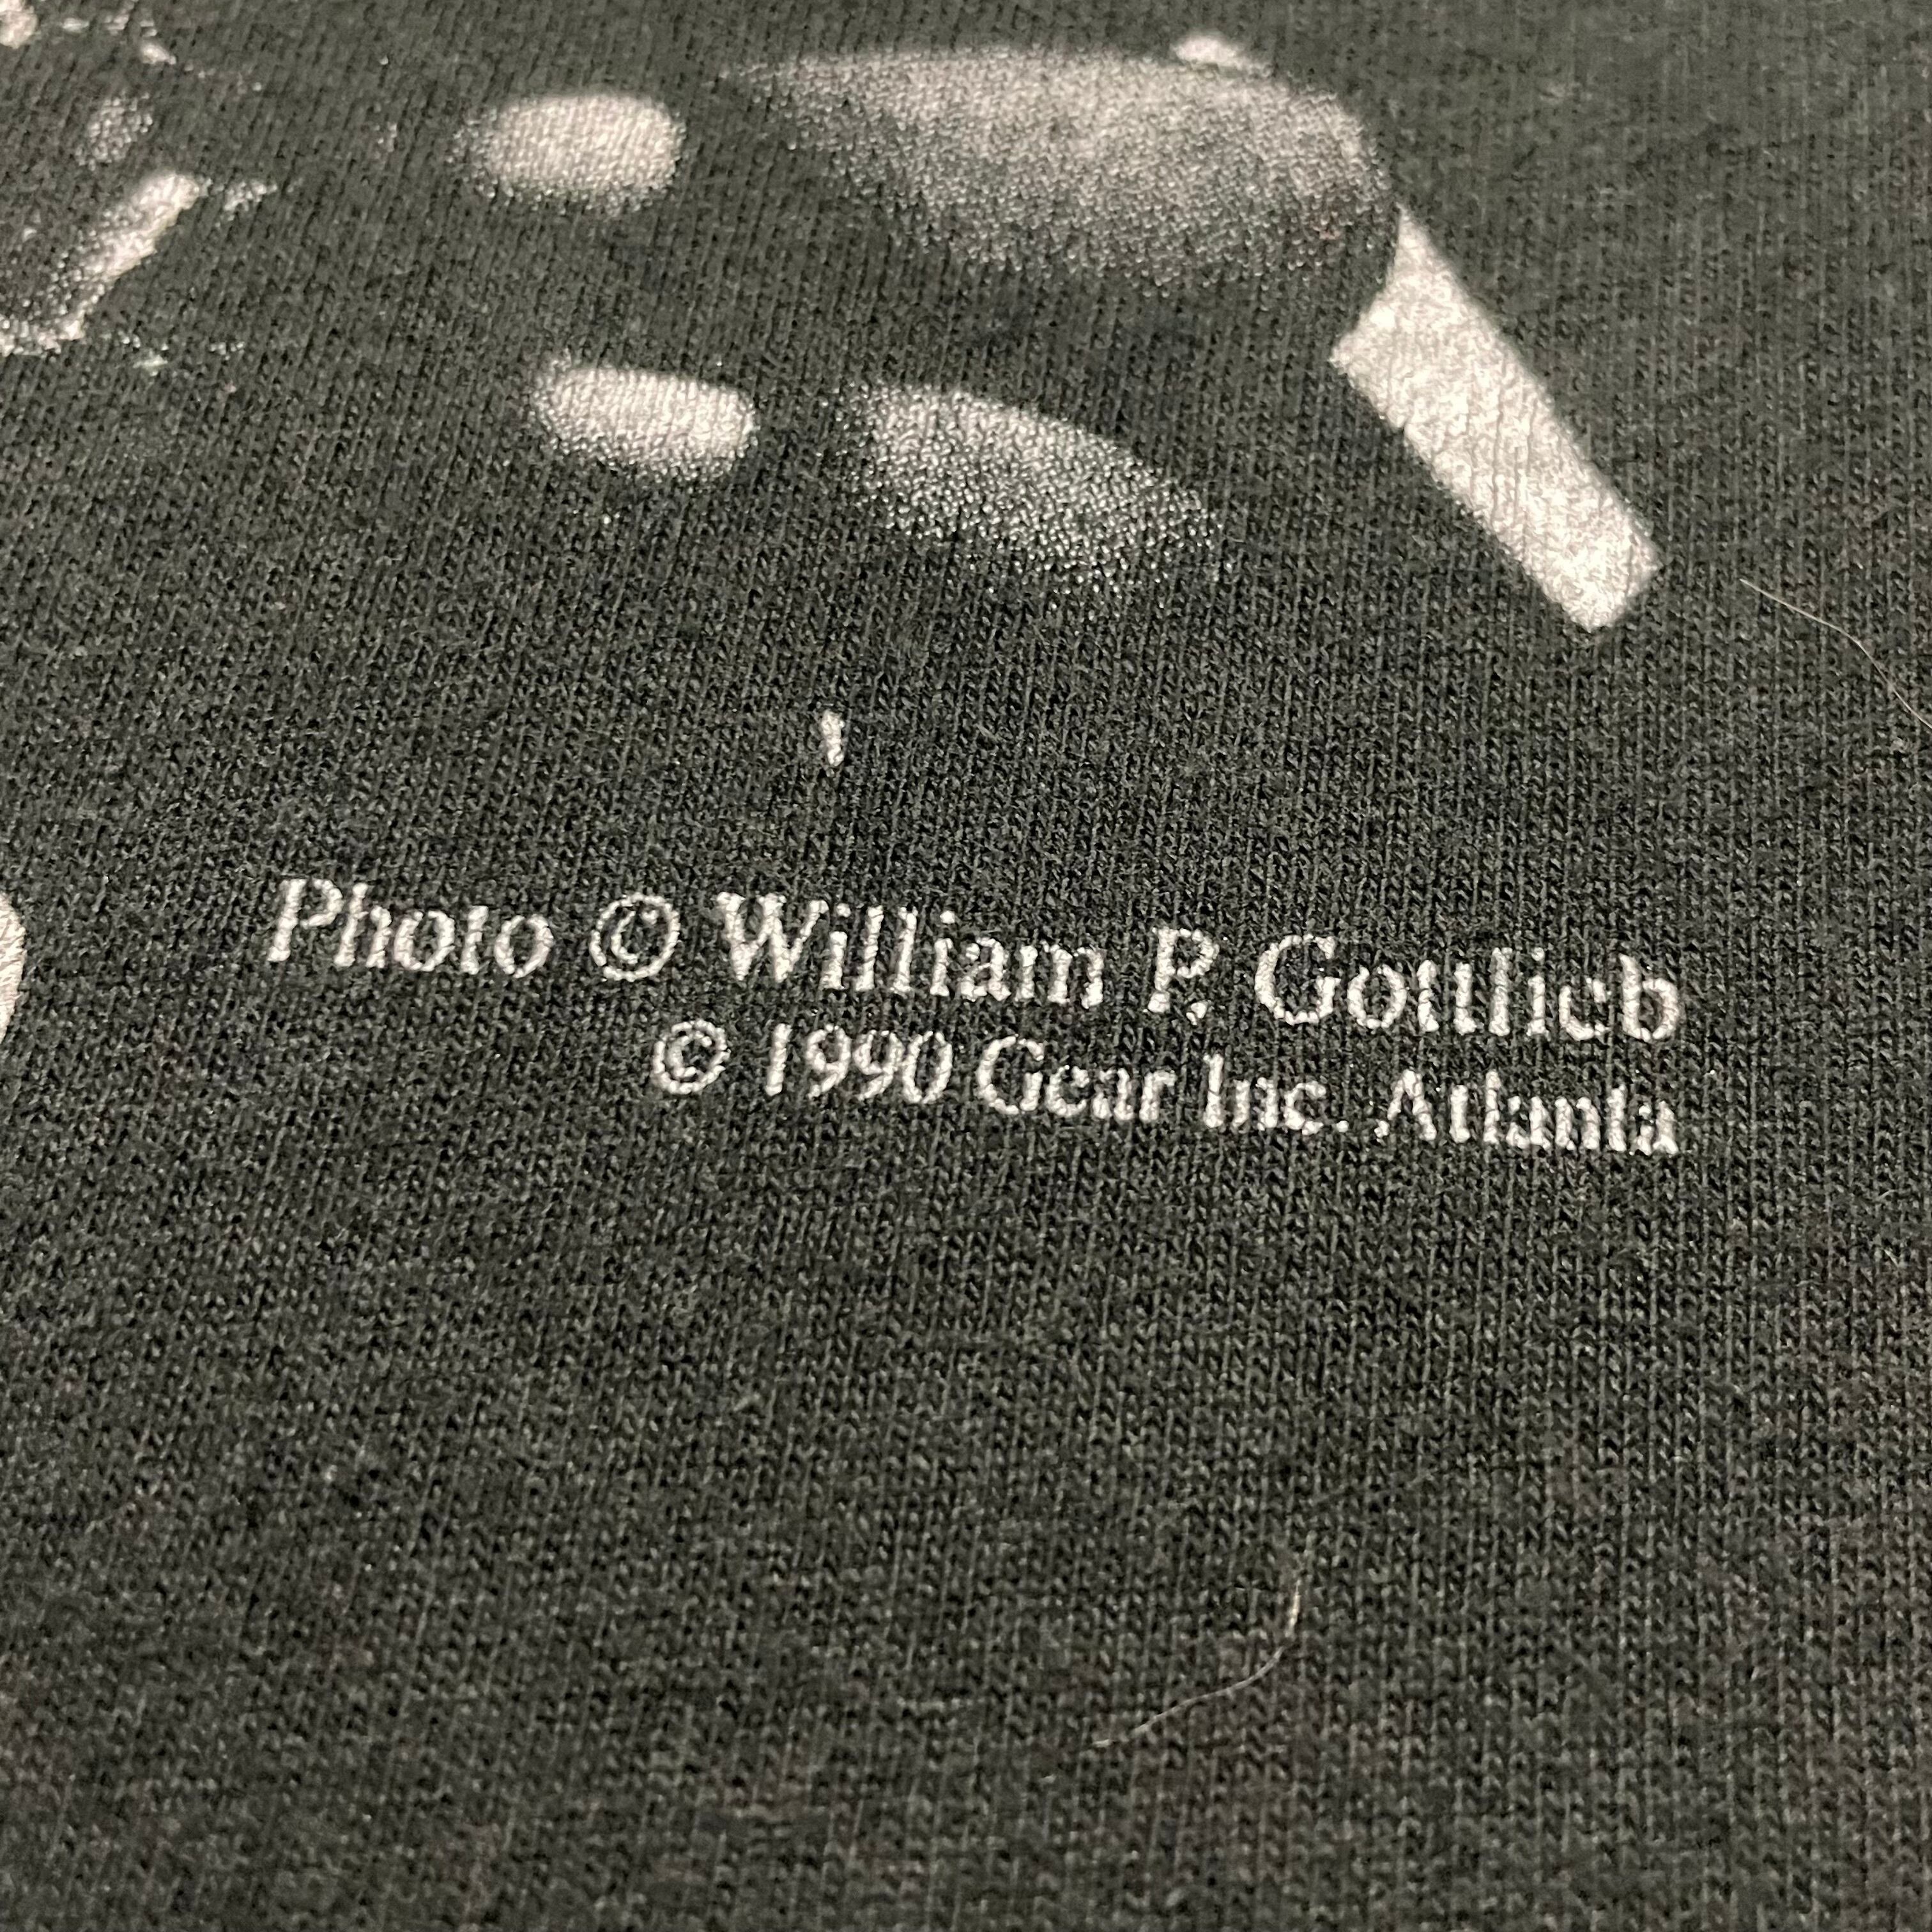 Photo © William P. Gottlieb
© 1990 Gear Inc. Atlanta